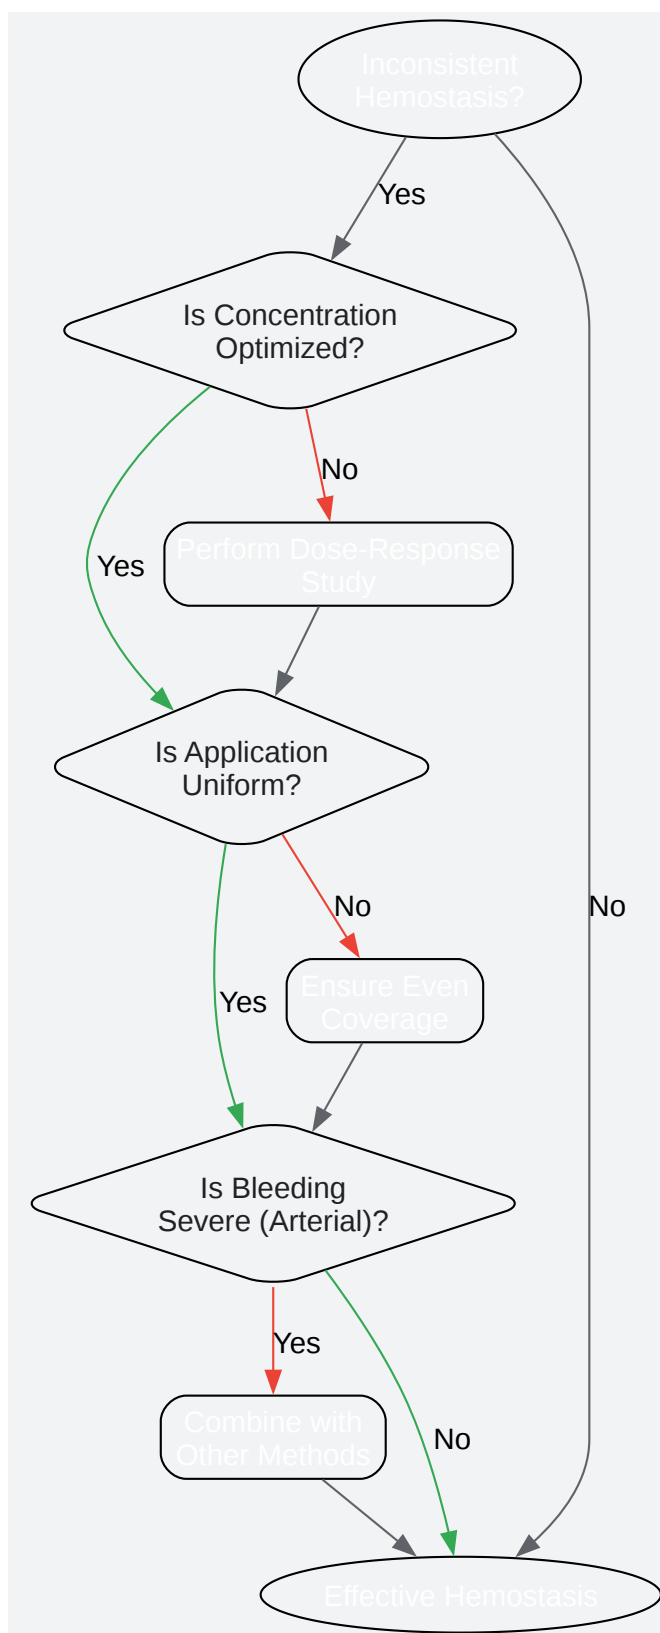 Inconsistent
Hemostasis?
Yes
Is Concentration
Optimized?
No
Perform Dose-Response
Study
Yes
Is Application
Uniform?
No
No
Ensure Even
Coverage
Yes
Is Bleeding
Severe (Arterial)?
Yes
Combine with
Other Methods
No
Effective Hemostasis